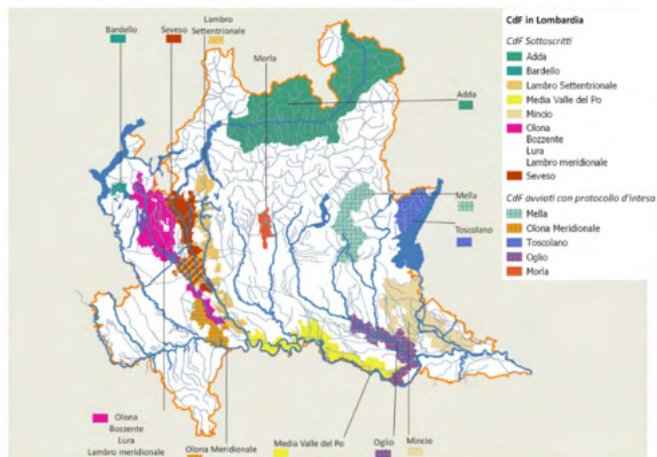 Bardello
Seveso
Lambro
Settentrionale
Morla
Adda
Mella
Toscolano
Olona
Bozzente
Lura
Lambro meridionale
Olona Meridionale
Media Valle del Po
Oglio
Mincio
CdF in Lombardia
CdF Sottoscritti
Adda
Bardello
Lambro Settentrionale
Media Valle del Po
Mincio
Olona
Bozzente
Lura
Lambro meridionale
Seveso
CdF avviati con protocollo d'intesa
Mella
Olona Meridionale
Toscolano
Oglio
Morla